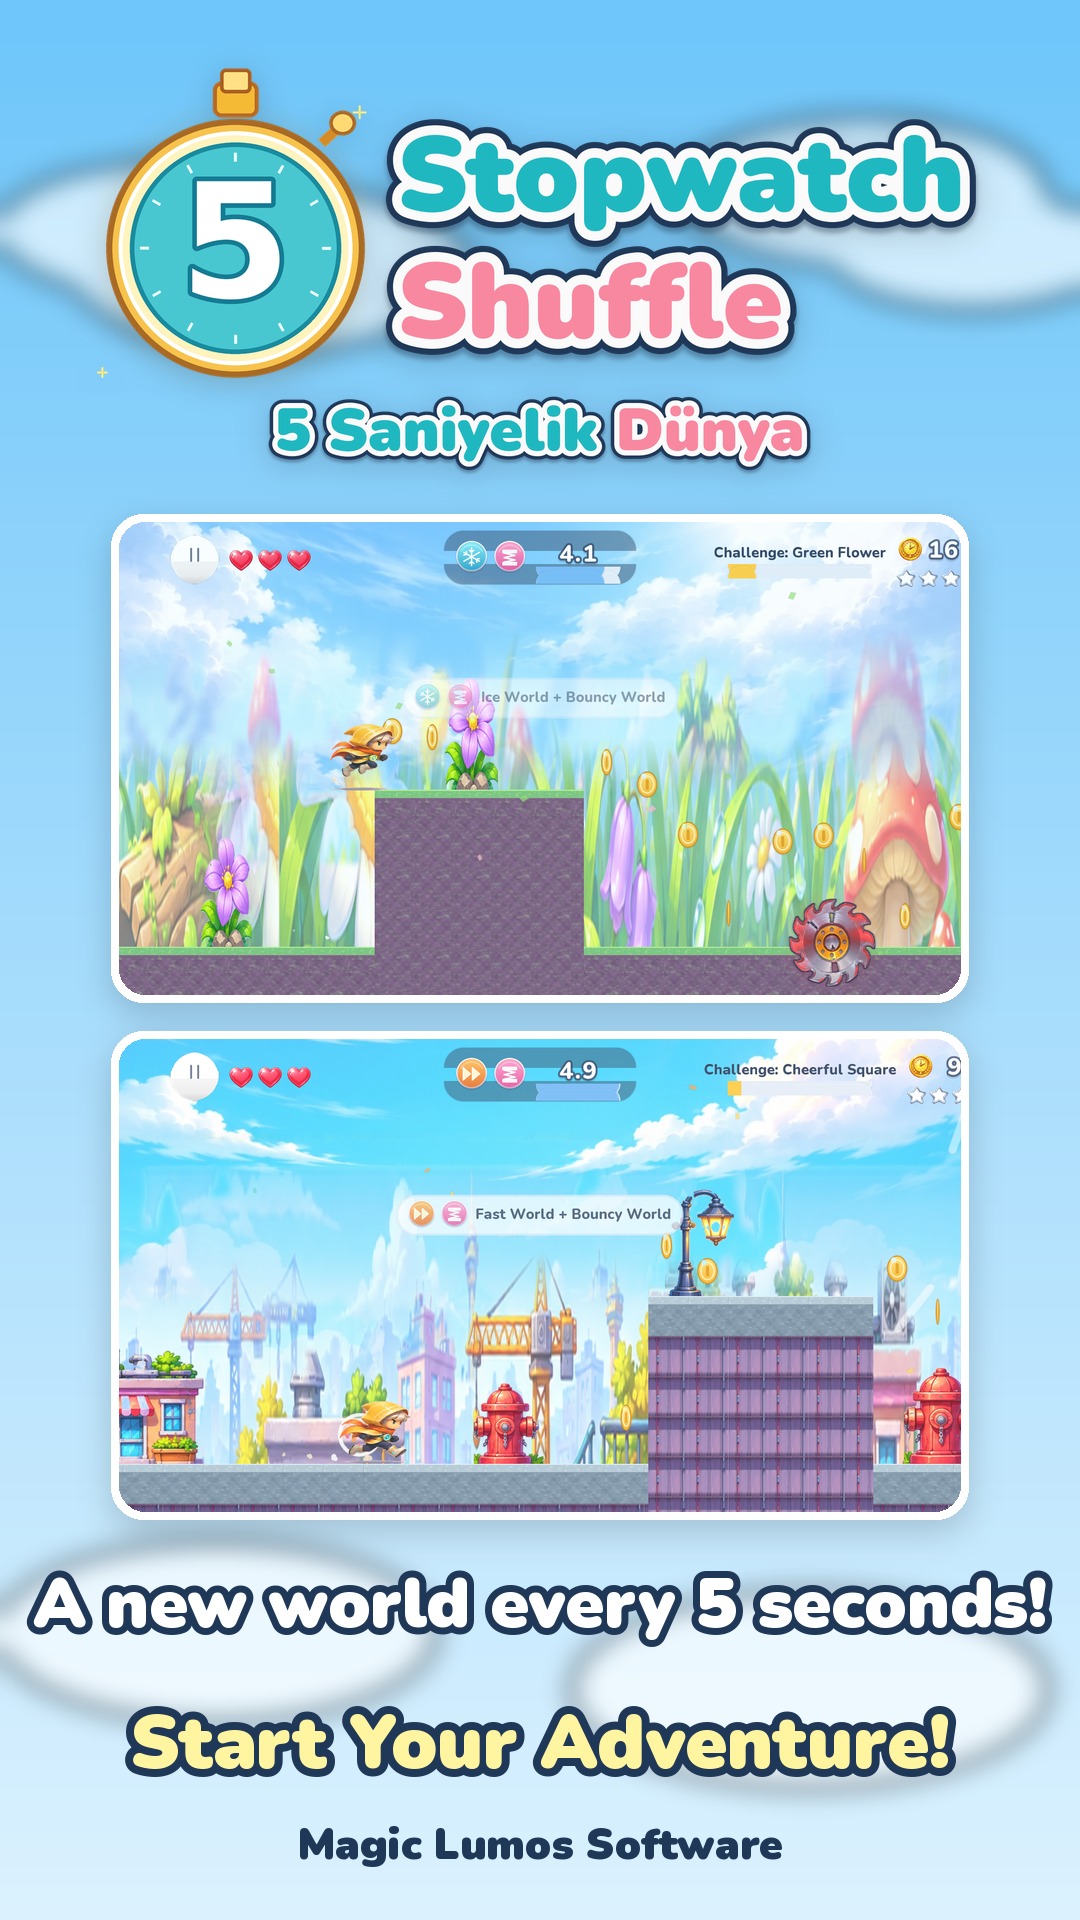 5
Stopwatch
Shuffle
5 Saniyelik Dünya
4.1
Challenge: Green Flower
16
Ice World + Bouncy World
4.9
Challenge: Cheerful Square
9
Fast World + Bouncy World
A new world every 5 seconds!
Start Your Adventure!
Magic Lumos Software